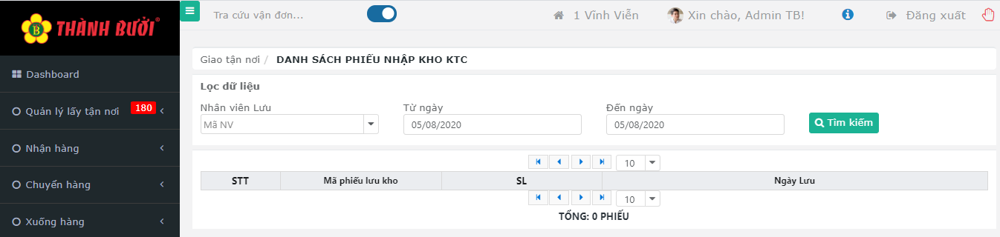 THÀNH BƯỞI®
B
Tra cứu vận đơn...
1 Vĩnh Viễn
Xin chào, Admin TB!
Đăng xuất
Dashboard
Quản lý lấy tận nơi 180
Nhận hàng
Chuyển hàng
Xuống hàng
Giao tận nơi / DANH SÁCH PHIẾU NHẬP KHO KTC
Lọc dữ liệu
Nhân viên Lưu Từ ngày Đến ngày
Mã NV 05/08/2020 05/08/2020 Tìm kiếm
10
STT Mã phiếu lưu kho SL Ngày Lưu
10
TỔNG: 0 PHIẾU